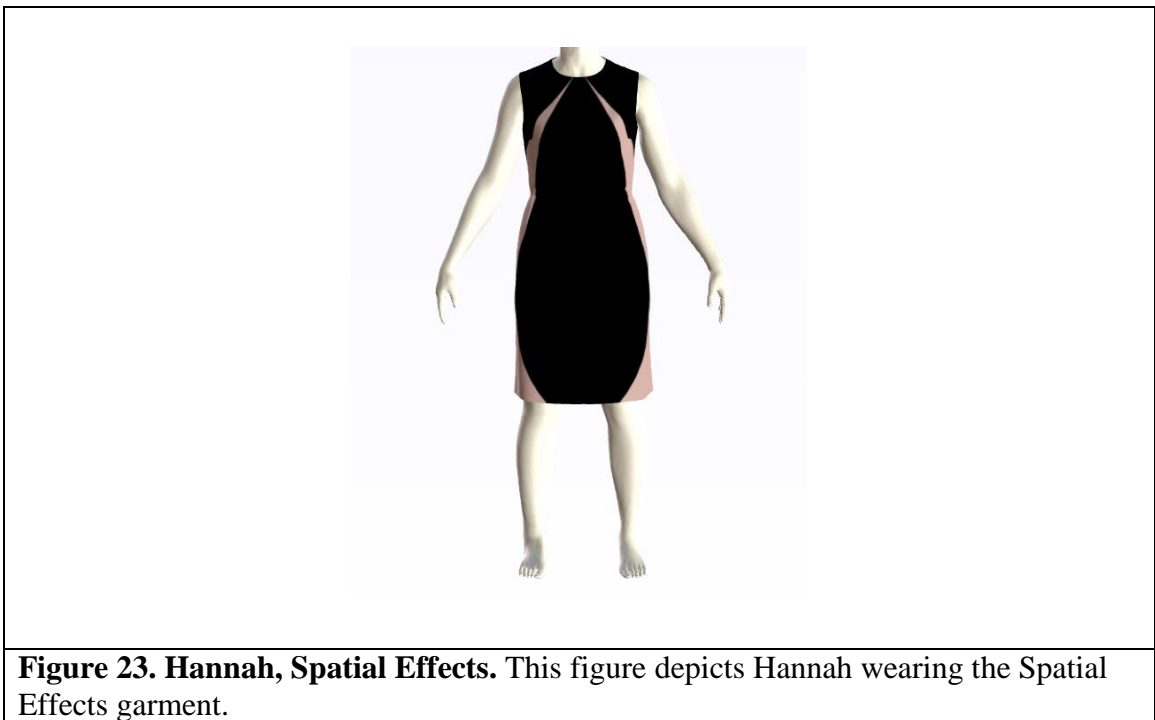 Figure 23. Hannah, Spatial Effects. This figure depicts Hannah wearing the Spatial
Effects garment.